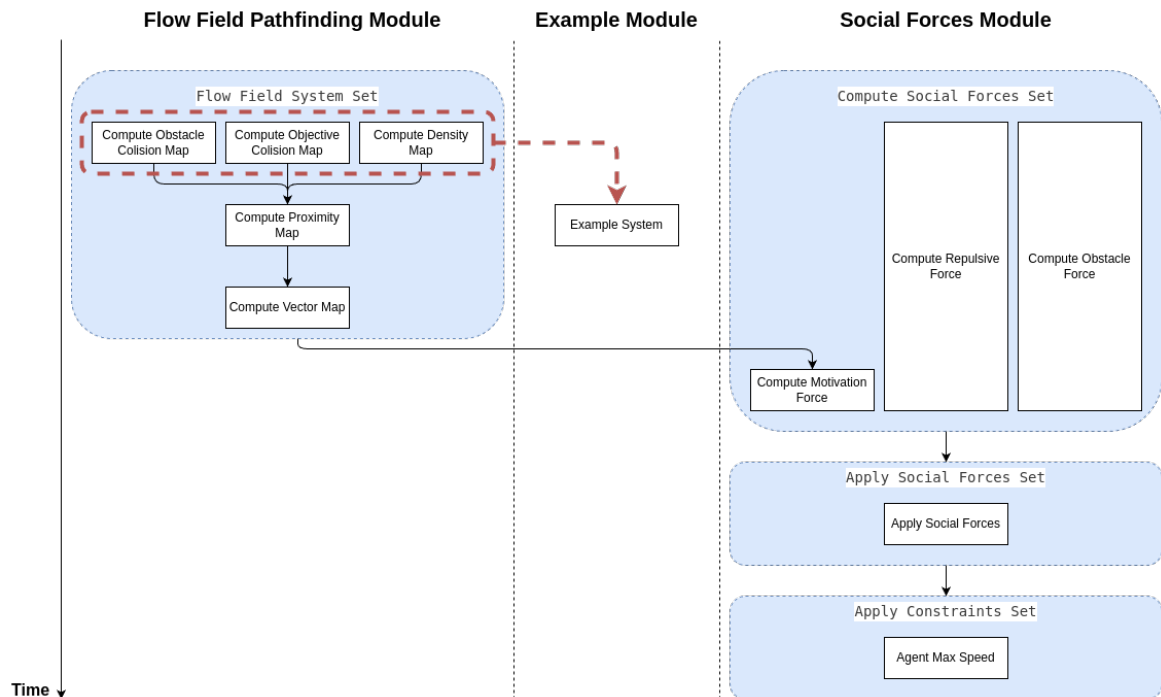 Flow Field Pathfinding Module
Example Module
Social Forces Module
Flow Field System Set
Compute Obstacle
Colision Map
Compute Objective
Colision Map
Compute Density
Map
Compute Proximity
Map
Compute Vector Map
Example System
Compute Social Forces Set
Compute Repulsive
Force
Compute Obstacle
Force
Compute Motivation
Force
Apply Social Forces Set
Apply Social Forces
Apply Constraints Set
Agent Max Speed
Time